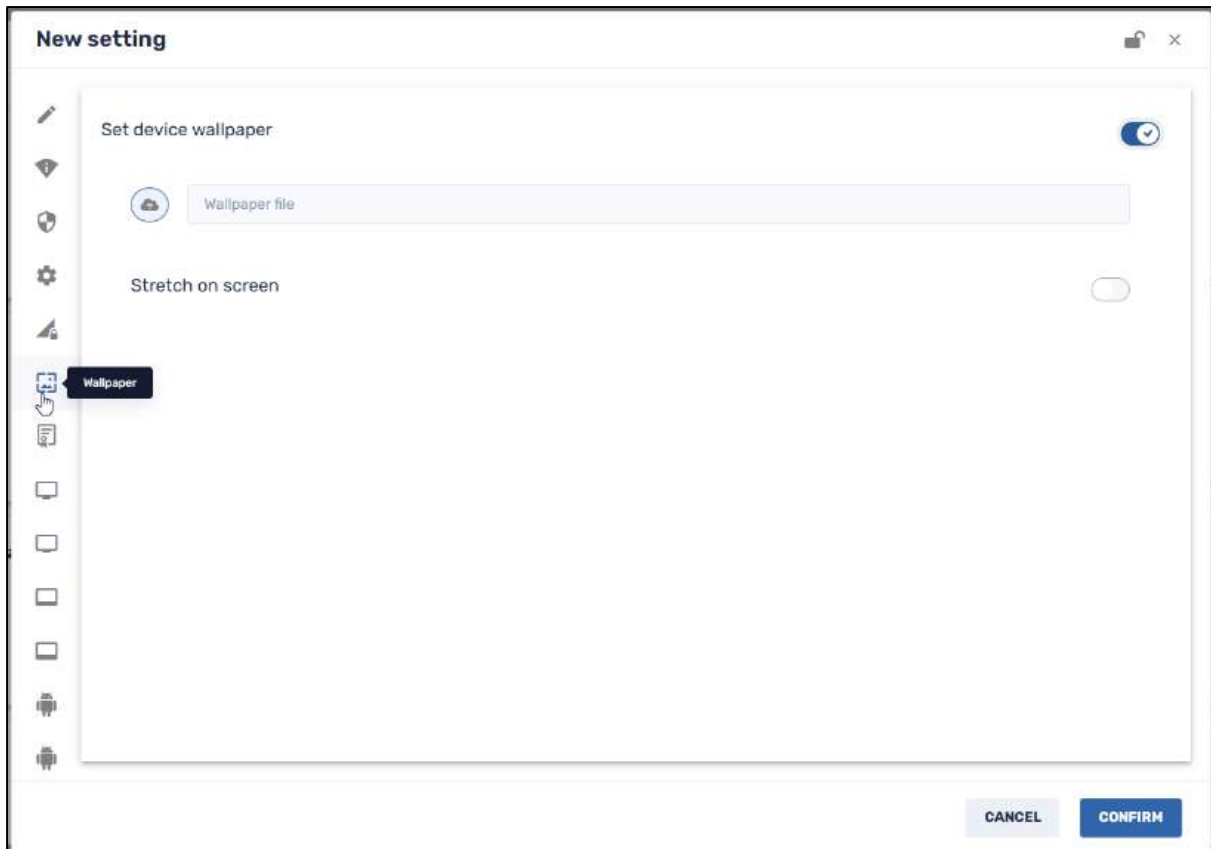 New setting
Set device wallpaper
Wallpaper file
Stretch on screen
Wallpaper
CANCEL
CONFIRM